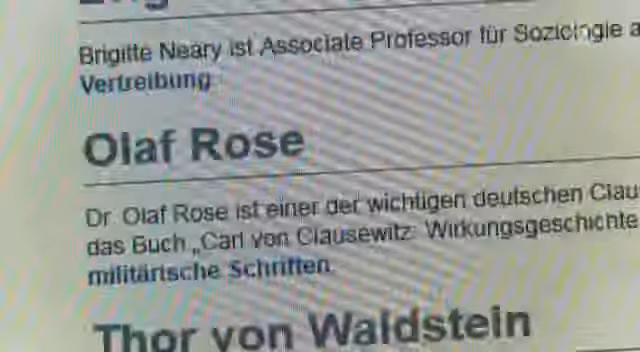 Brigitte Neary ist Associate Professor für Soziologie a
Vertreibung
Olaf Rose
Dr. Olaf Rose ist einer der wichtigen deutschen Clau
das Buch „Carl von Clausewitz: Wirkungsgeschichte
militärische Schriften.
Thor von Waldstein